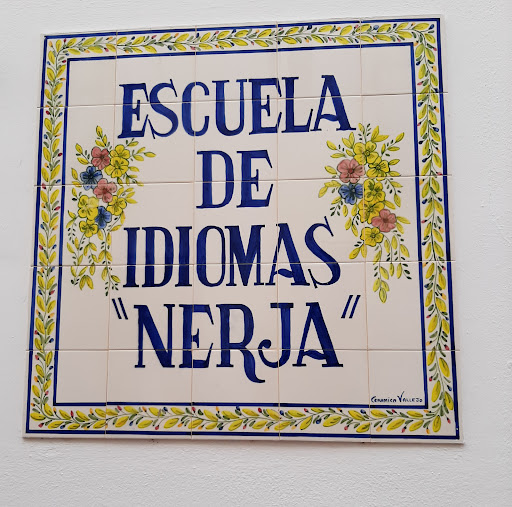 ESCUELA
DE
IDIOMAS
"NERJA"
CERAMICA VALLEJO